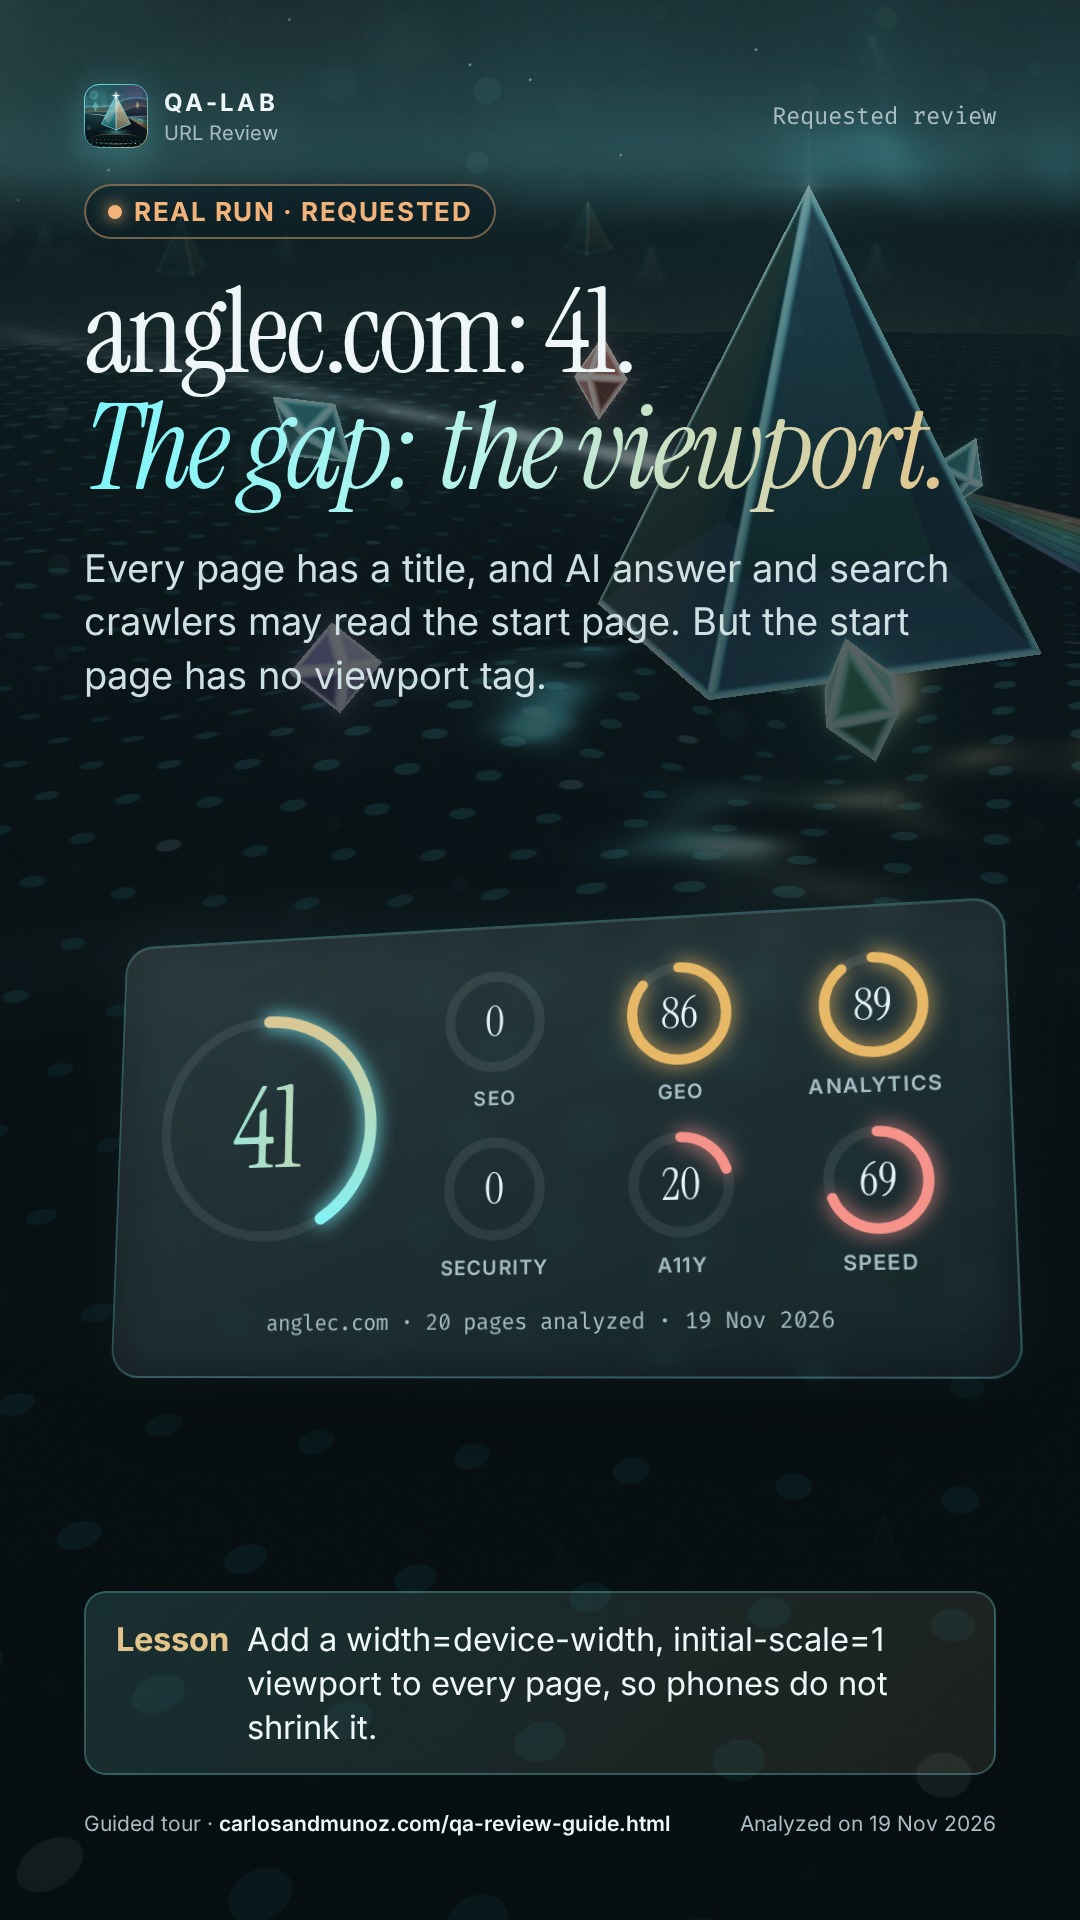 QA-LAB
URL Review
Requested review
REAL RUN · REQUESTED
anglec.com: 41.
The gap: the viewport.
Every page has a title, and AI answer and search
crawlers may read the start page. But the start
page has no viewport tag.
41
0
SEO
86
GEO
89
ANALYTICS
0
SECURITY
20
A11Y
69
SPEED
anglec.com · 20 pages analyzed · 19 Nov 2026
Lesson Add a width=device-width, initial-scale=1
viewport to every page, so phones do not
shrink it.
Guided tour · carlosandmunoz.com/qa-review-guide.html
Analyzed on 19 Nov 2026